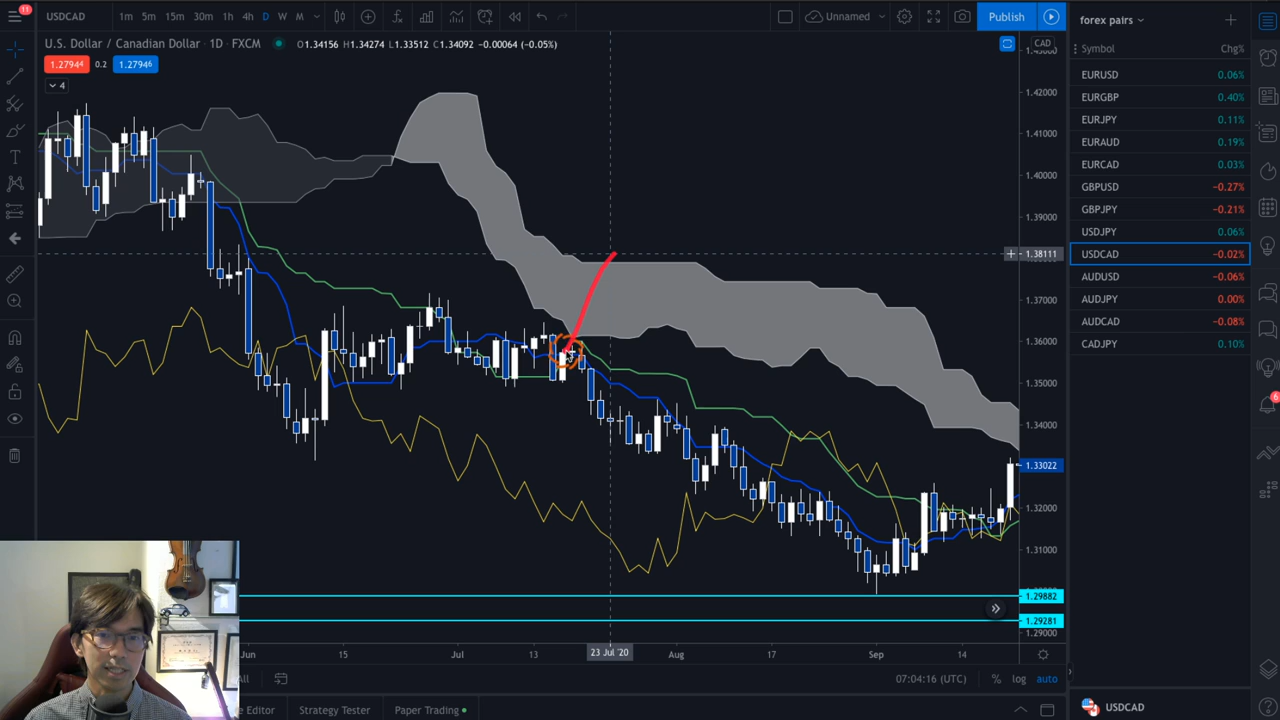 11
USDCAD 1m 5m 15m 30m 1h 4h D W M Unnamed Publish
forex pairs
U.S. Dollar / Canadian Dollar · 1D · FXCM O1.34156 H1.34274 L1.33512 C1.34092 −0.00064 (−0.05%)
CAD
1.27944 0.2 1.27946
4
Symbol Chg%
EURUSD 0.06%
EURGBP 0.40%
EURJPY 0.11%
EURAUD 0.19%
EURCAD 0.03%
GBPUSD −0.27%
GBPJPY −0.21%
USDJPY 0.06%
USDCAD −0.02%
AUDUSD −0.06%
AUDJPY 0.00%
AUDCAD −0.08%
CADJPY 0.10%
1.42000
1.41000
1.40000
1.39000
1.38111
1.37000
1.36000
1.35000
1.34000
1.33022
1.32000
1.31000
1.29882
1.29281
1.29000
6
Jun 15 Jul 13 23 Jul '20 Aug 17 Sep 14
All 07:04:16 (UTC) % log auto
e Editor Strategy Tester Paper Trading
USDCAD